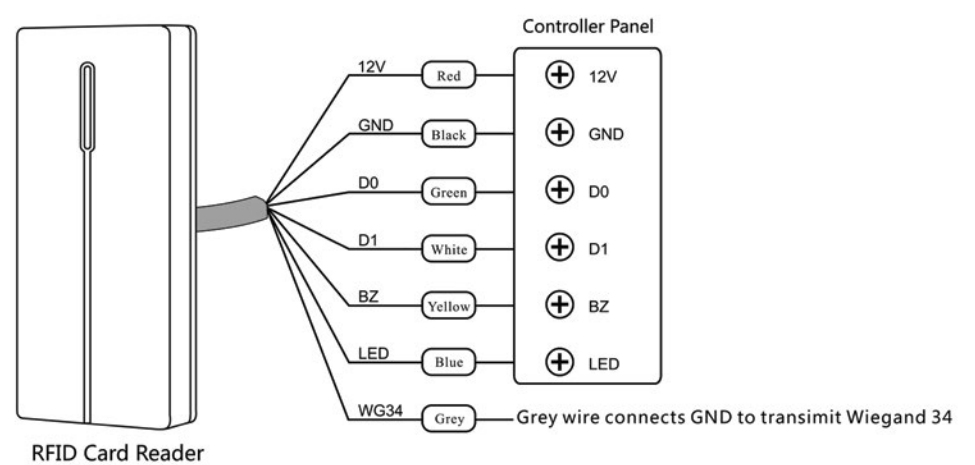 Controller Panel
12V Red 12V
GND Black GND
D0 Green D0
D1 White D1
BZ Yellow BZ
LED Blue LED
WG34 Grey Grey wire connects GND to transimit Wiegand 34
RFID Card Reader